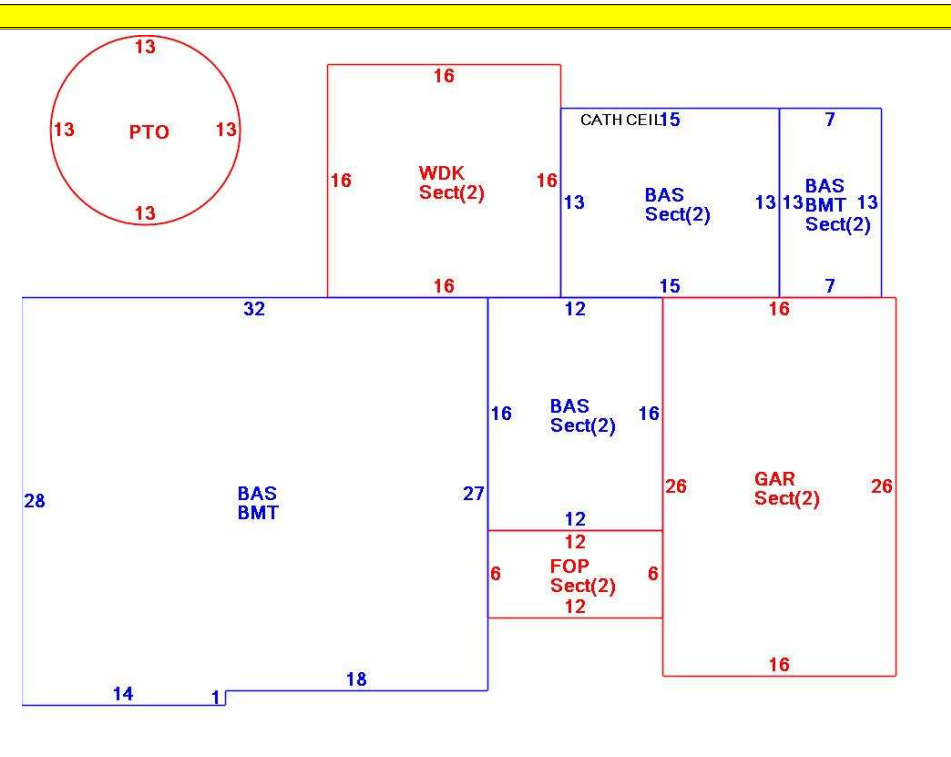 13
13 PTO 13
13
16
16 WDK 16
Sect(2)
16
CATH CEIL 15
13 BAS 13
Sect(2)
15
7
13 BAS 13
BMT
Sect(2)
7
32
28 BAS 27
BMT
14 1 18
12
16 BAS 16
Sect(2)
12
12
6 FOP 6
Sect(2)
12
16
26 GAR 26
Sect(2)
16